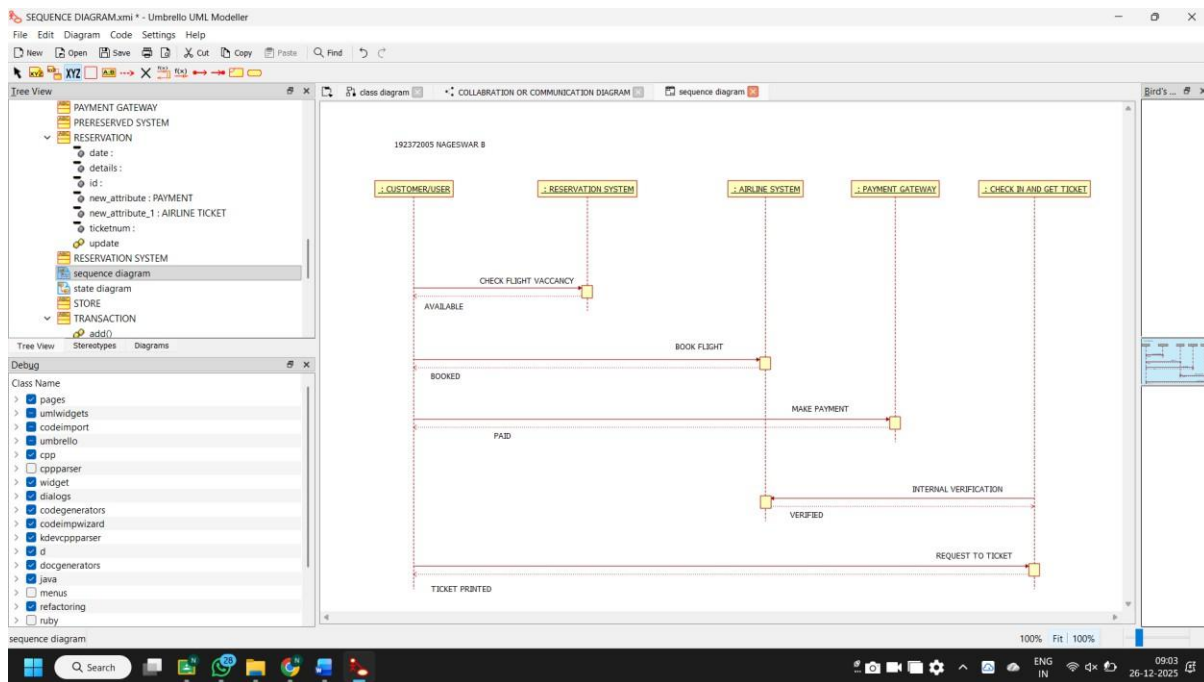 SEQUENCE DIAGRAM.xmi * - Umbrello UML Modeller
File Edit Diagram Code Settings Help
New Open Save Cut Copy Paste Find
XYZ XYZ A:B f(x) f(x)
Tree View
PAYMENT GATEWAY
PRERESERVED SYSTEM
RESERVATION
date :
details :
id :
new_attribute : PAYMENT
new_attribute_1 : AIRLINE TICKET
ticketnum :
update
RESERVATION SYSTEM
sequence diagram
state diagram
STORE
TRANSACTION
add()
Tree View Stereotypes Diagrams
Debug
Class Name
pages
umlwidgets
codeimport
umbrello
cpp
cppparser
widget
dialogs
codegenerators
codeimpwizard
kdevcppparser
d
docgenerators
java
menus
refactoring
ruby
class diagram COLLABRATION OR COMMUNICATION DIAGRAM sequence diagram
Bird's ...
192372005 NAGESWAR B
: CUSTOMER/USER : RESERVATION SYSTEM : AIRLINE SYSTEM : PAYMENT GATEWAY : CHECK IN AND GET TICKET
CHECK FLIGHT VACCANCY
AVAILABLE
BOOK FLIGHT
BOOKED
MAKE PAYMENT
PAID
INTERNAL VERIFICATION
VERIFIED
REQUEST TO TICKET
TICKET PRINTED
sequence diagram 100% Fit 100%
Search 28 ENG IN 09:03 26-12-2025